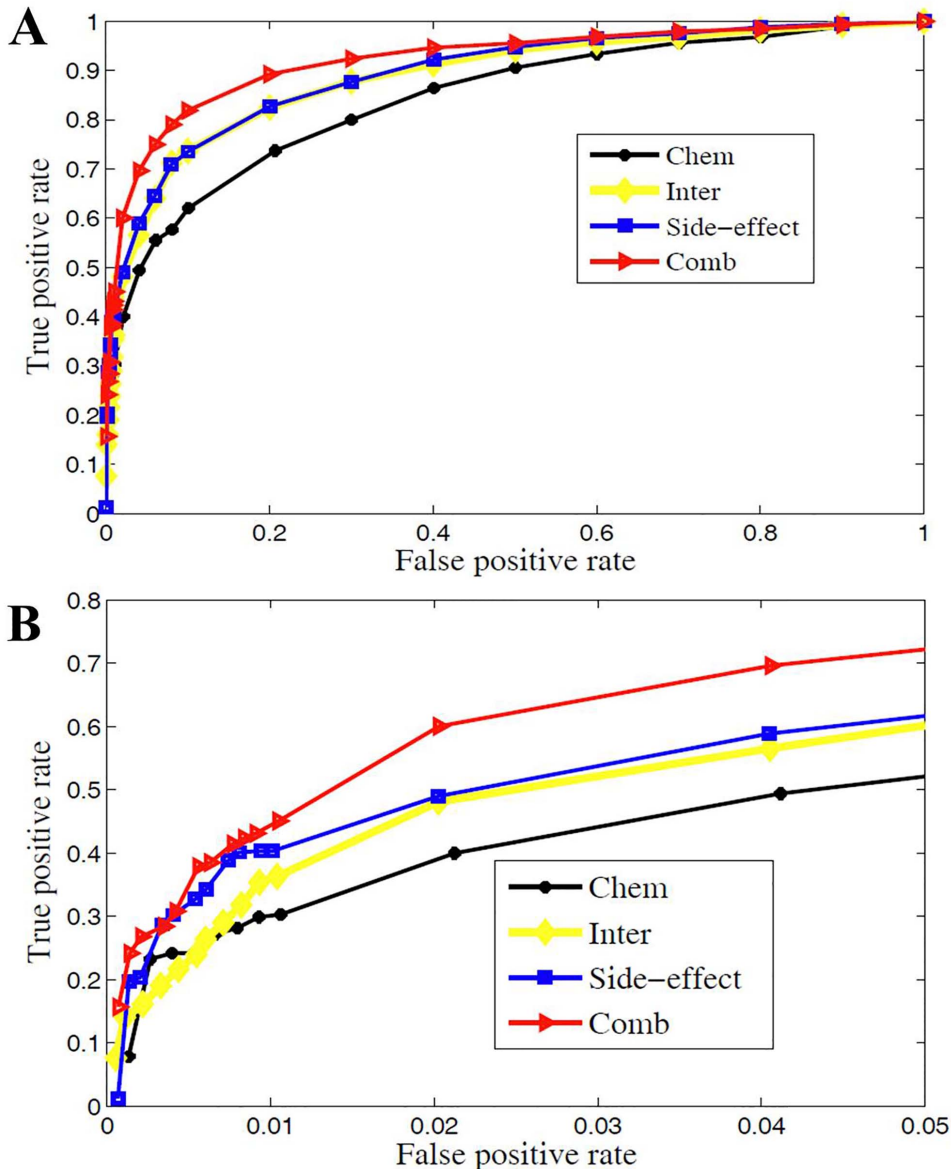 A
1
0.9
0.8
0.7
0.6
0.5
0.4
0.3
0.2
0.1
0
True positive rate
Chem
Inter
Side-effect
Comb
0 0.2 0.4 0.6 0.8 1
False positive rate
B
0.8
0.7
0.6
0.5
0.4
0.3
0.2
0.1
0
True positive rate
Chem
Inter
Side-effect
Comb
0 0.01 0.02 0.03 0.04 0.05
False positive rate